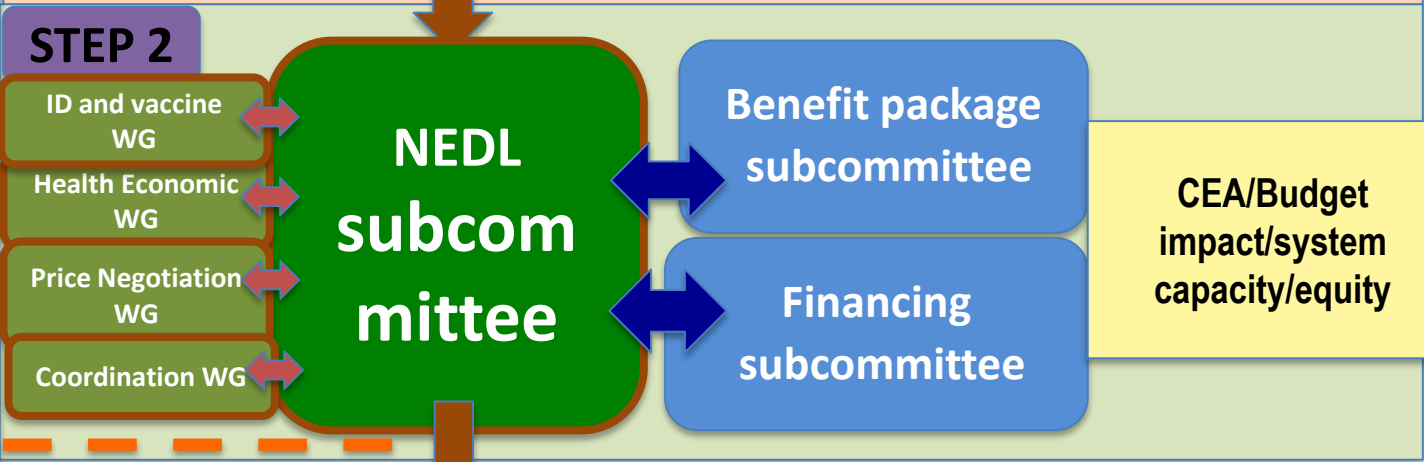 STEP 2
ID and vaccine
WG
Health Economic
WG
Price Negotiation
WG
Coordination WG
NEDL
subcom
mittee
Benefit package
subcommittee
Financing
subcommittee
CEA/Budget
impact/system
capacity/equity